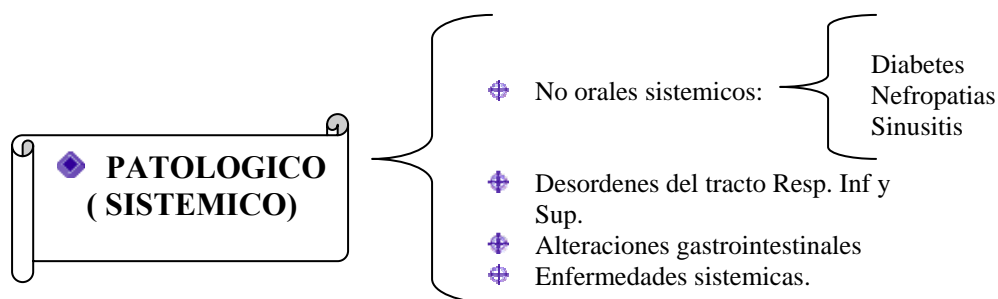 PATOLOGICO
( SISTEMICO)
No orales sistemicos:
Diabetes
Nefropatias
Sinusitis
Desordenes del tracto Resp. Inf y
Sup.
Alteraciones gastrointestinales
Enfermedades sistemicas.